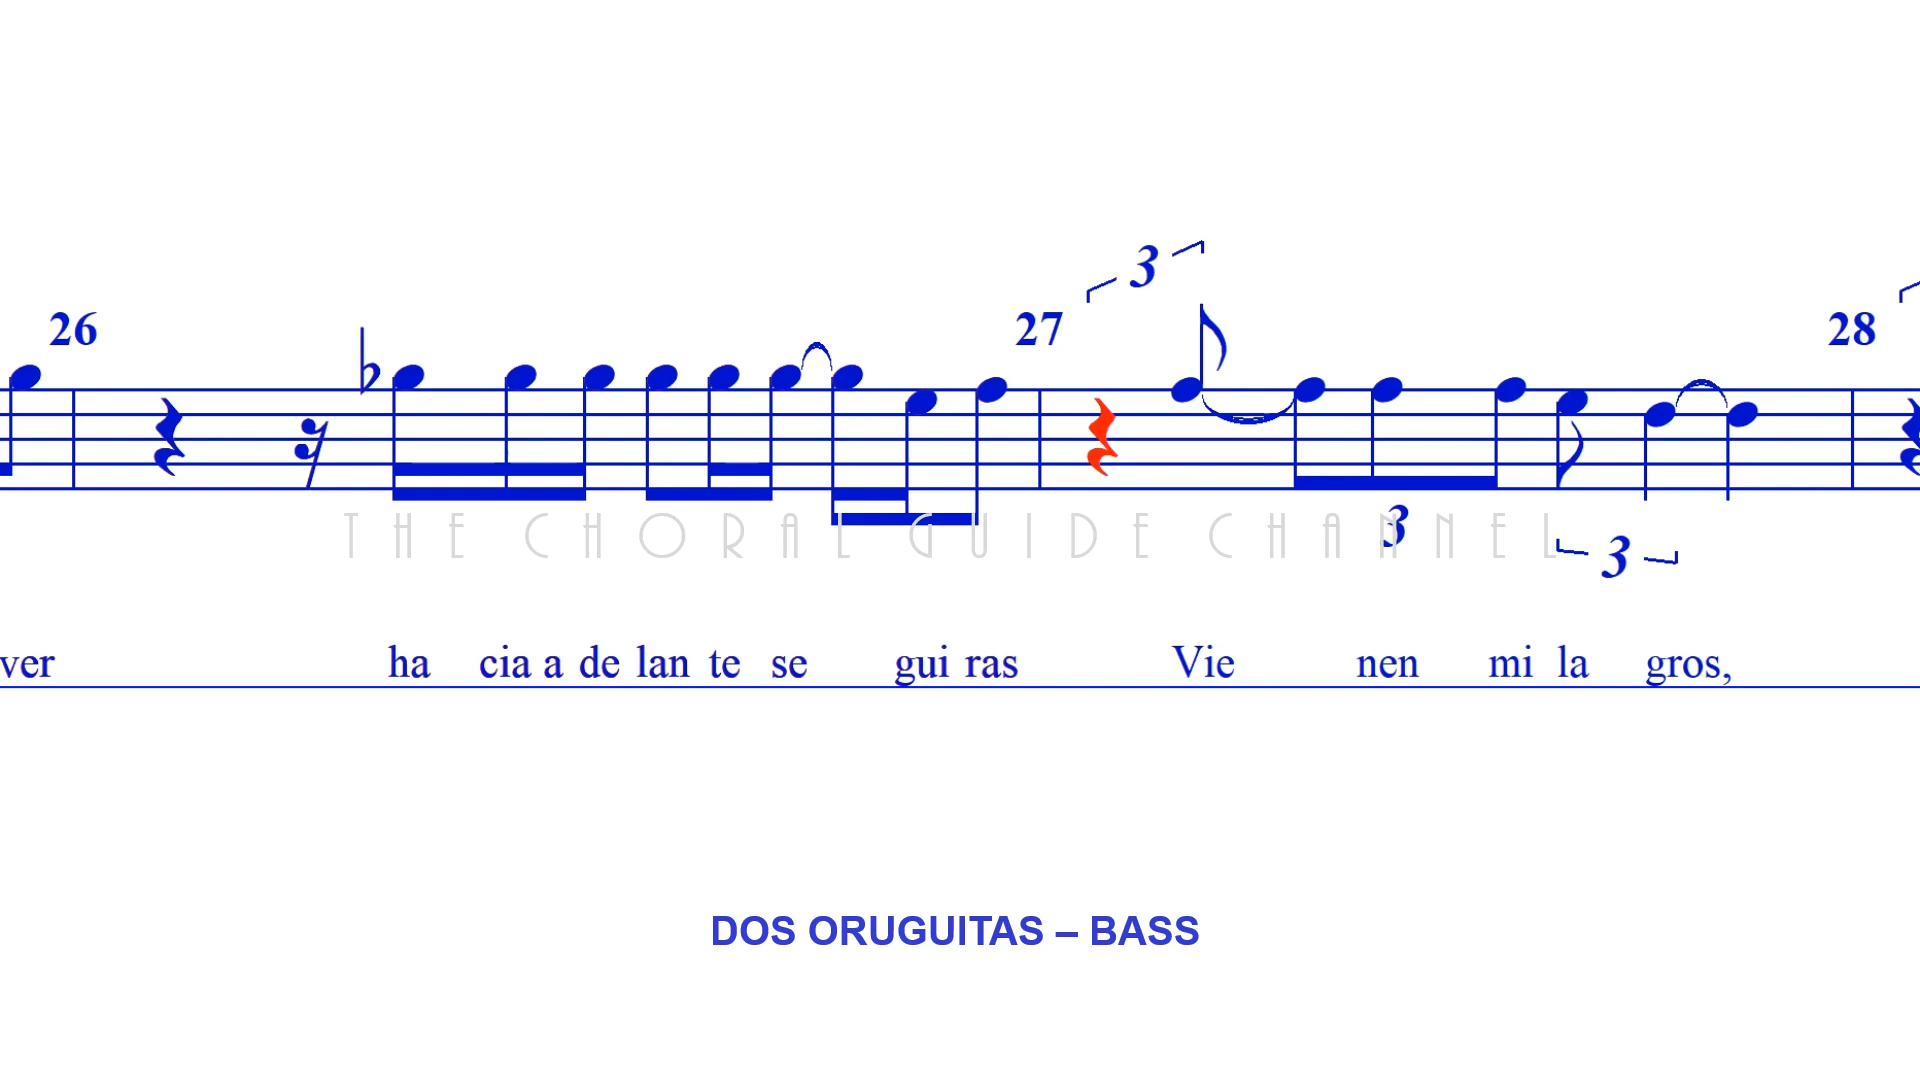 3
26 27 28
THE CHORAL GUIDE CHANNEL
3
3
ver ha cia a de lan te se gui ras Vie nen mi la gros,
DOS ORUGUITAS – BASS